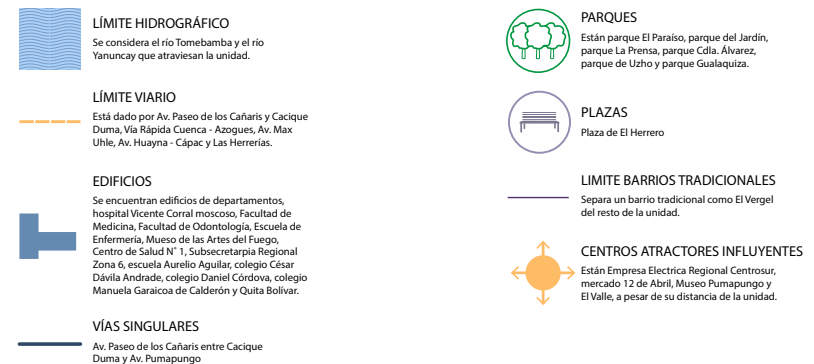 LÍMITE HIDROGRÁFICO
Se considera el río Tomebamba y el río
Yanuncay que atraviesan la unidad.
LÍMITE VIARIO
Está dado por Av. Paseo de los Cañaris y Cacique
Duma, Vía Rápida Cuenca - Azogues, Av. Max
Uhle, Av. Huayna - Cápac y Las Herrerías.
EDIFICIOS
Se encuentran edificios de departamentos,
hospital Vicente Corral moscoso, Facultad de
Medicina, Facultad de Odontología, Escuela de
Enfermería, Museo de las Artes del Fuego,
Centro de Salud N° 1, Subsecretarpia Regional
Zona 6, escuela Aurelio Aguilar, colegio César
Dávila Andrade, colegio Daniel Córdova, colegio
Manuela Garaicoa de Calderón y Quita Bolívar.
VÍAS SINGULARES
Av. Paseo de los Cañaris entre Cacique
Duma y Av. Pumapungo
PARQUES
Están parque El Paraíso, parque del Jardín,
parque La Prensa, parque Cdla. Álvarez,
parque de Uzho y parque Gualaquiza.
PLAZAS
Plaza de El Herrero
LIMITE BARRIOS TRADICIONALES
Separa un barrio tradicional como El Vergel
del resto de la unidad.
CENTROS ATRACTORES INFLUYENTES
Están Empresa Electrica Regional Centrosur,
mercado 12 de Abril, Museo Pumapungo y
El Valle, a pesar de su distancia de la unidad.